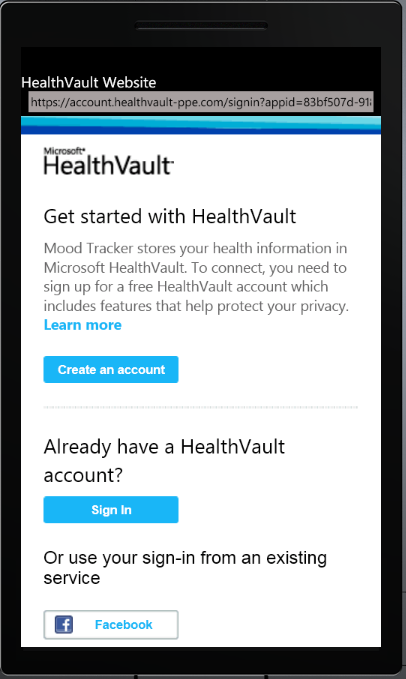 HealthVault Website
https://account.healthvault-ppe.com/signin?appid=83bf507d-918
Microsoft®
HealthVault™
Get started with HealthVault
Mood Tracker stores your health information in
Microsoft HealthVault. To connect, you need to
sign up for a free HealthVault account which
includes features that help protect your privacy.
Learn more
Create an account
Already have a HealthVault
account?
Sign In
Or use your sign-in from an existing
service
Facebook